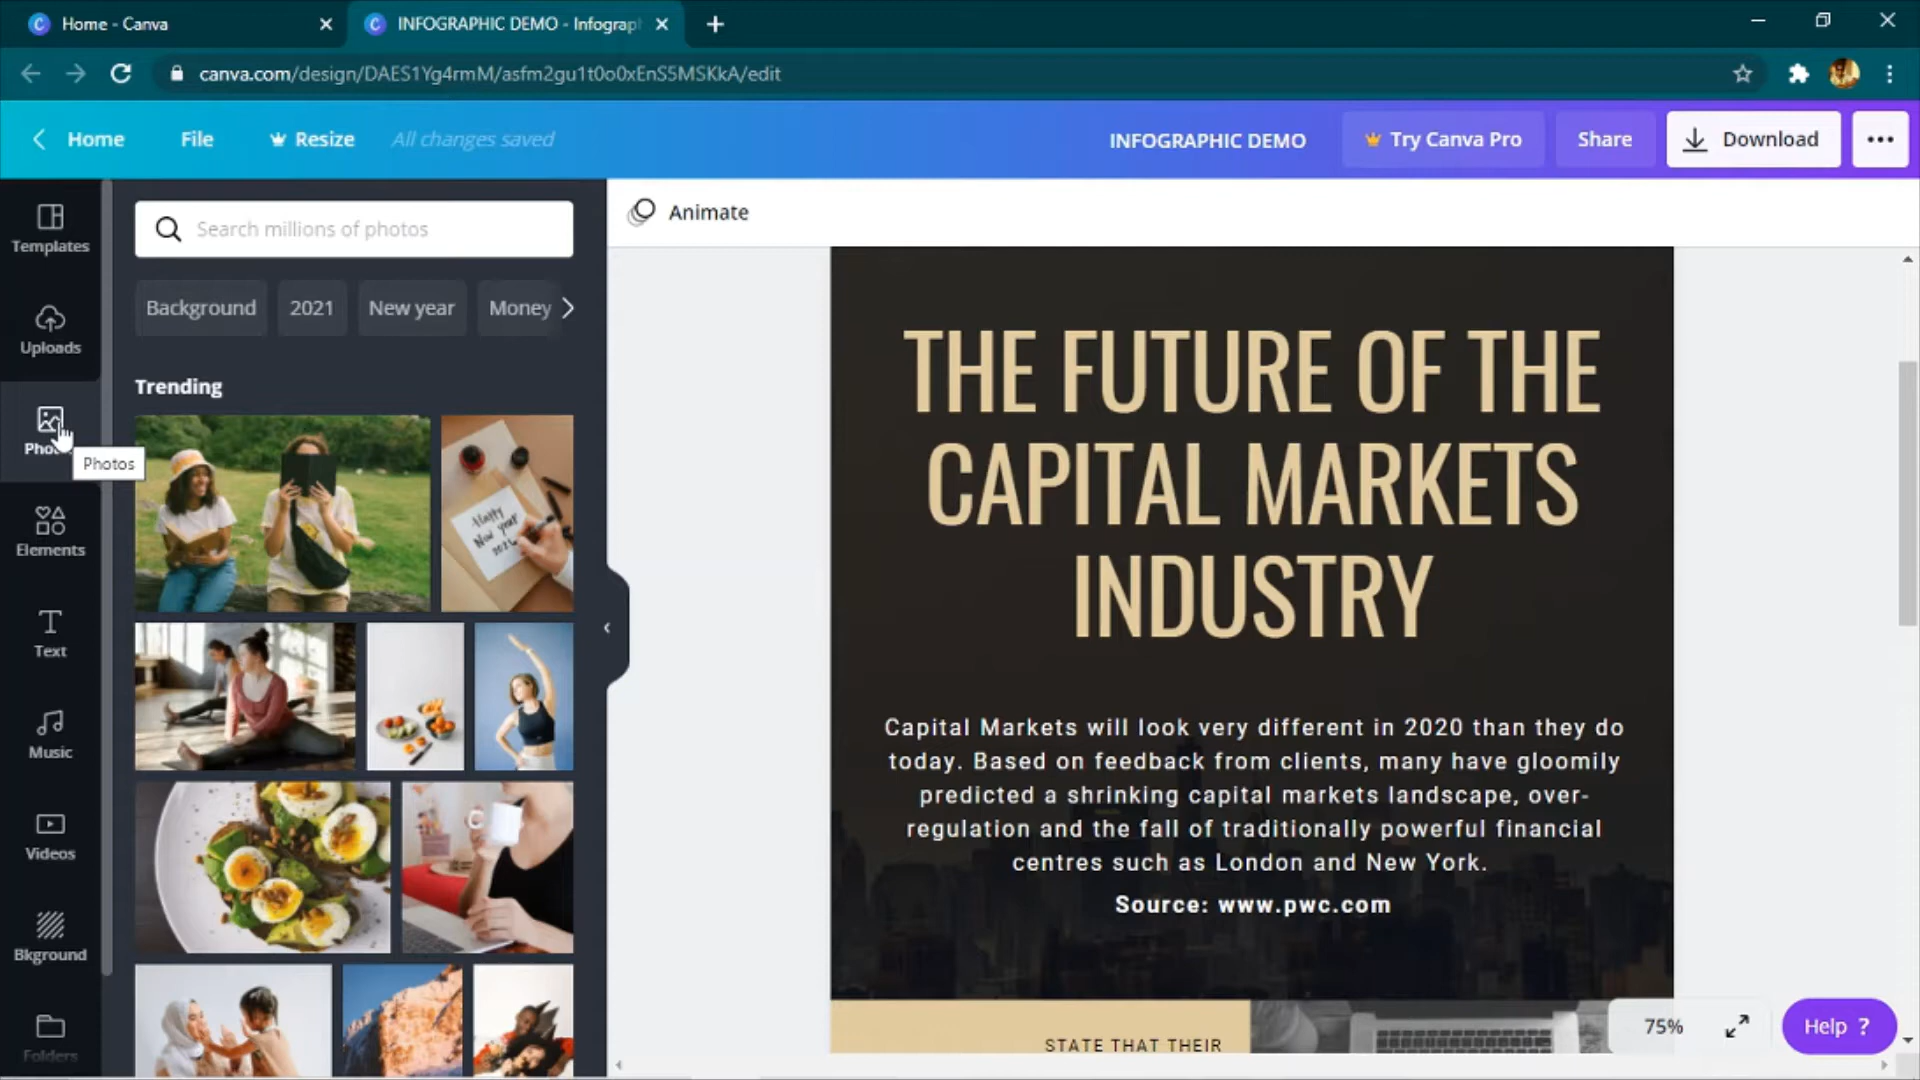 Home - Canva
INFOGRAPHIC DEMO - Infograp
canva.com/design/DAES1Yg4rmM/asfm2gu1t0o0xEnS5MSKkA/edit
Home
File
Resize
All changes saved
INFOGRAPHIC DEMO
Try Canva Pro
Share
Download
Templates
Uploads
Photos
Elements
Text
Music
Videos
Bkground
Folders
Search millions of photos
Background
2021
New year
Money
Trending
Happy
New year
2021
Animate
THE FUTURE OF THE
CAPITAL MARKETS
INDUSTRY
Capital Markets will look very different in 2020 than they do
today. Based on feedback from clients, many have gloomily
predicted a shrinking capital markets landscape, over-
regulation and the fall of traditionally powerful financial
centres such as London and New York.
Source: www.pwc.com
STATE THAT THEIR
75%
Help ?